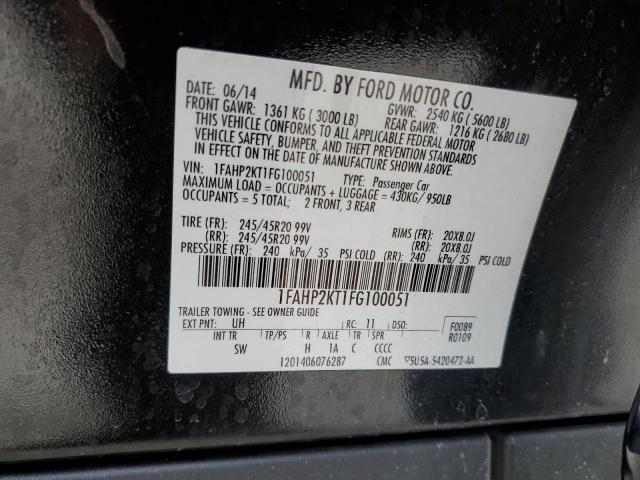 MFD. BY FORD MOTOR CO.
DATE: 06/14 GVWR: 2540 KG ( 5600 LB)
FRONT GAWR: 1361 KG ( 3000 LB) REAR GAWR: 1216 KG ( 2680 LB)
THIS VEHICLE CONFORMS TO ALL APPLICABLE FEDERAL MOTOR
VEHICLE SAFETY, BUMPER, AND THEFT PREVENTION STANDARDS
IN EFFECT ON THE DATE OF MANUFACTURE SHOWN ABOVE.
VIN: 1FAHP2KT1FG100051 TYPE: Passenger Car
MAXIMUM LOAD = OCCUPANTS + LUGGAGE = 430KG/ 950LB
OCCUPANTS = 5 TOTAL; 2 FRONT, 3 REAR
TIRE (FR): 245/45R20 99V RIMS (FR): 20X8.0J
(RR): 245/45R20 99V (RR): 20X8.0J
PRESSURE (FR): 240 kPa/ 35 PSI COLD (RR): 240 kPa/ 35 PSI COLD
1FAHP2KT1FG100051
TRAILER TOWING - SEE OWNER GUIDE
EXT PNT: UH RC: 11 DSO: F0089
INT TR TP/PS R AXLE TR SPR R0109
SW H 1A C CCCC
1201406076287 CMC ▽5U5A-5420472-AA